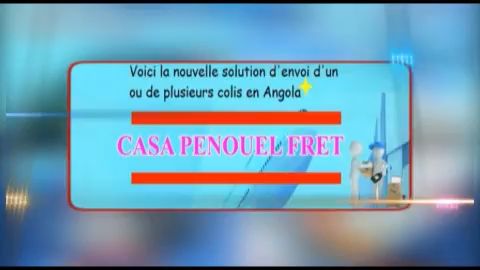 Voici la nouvelle solution d'envoi d'un
ou de plusieurs colis en Angola
CASA PENOUEL FRET